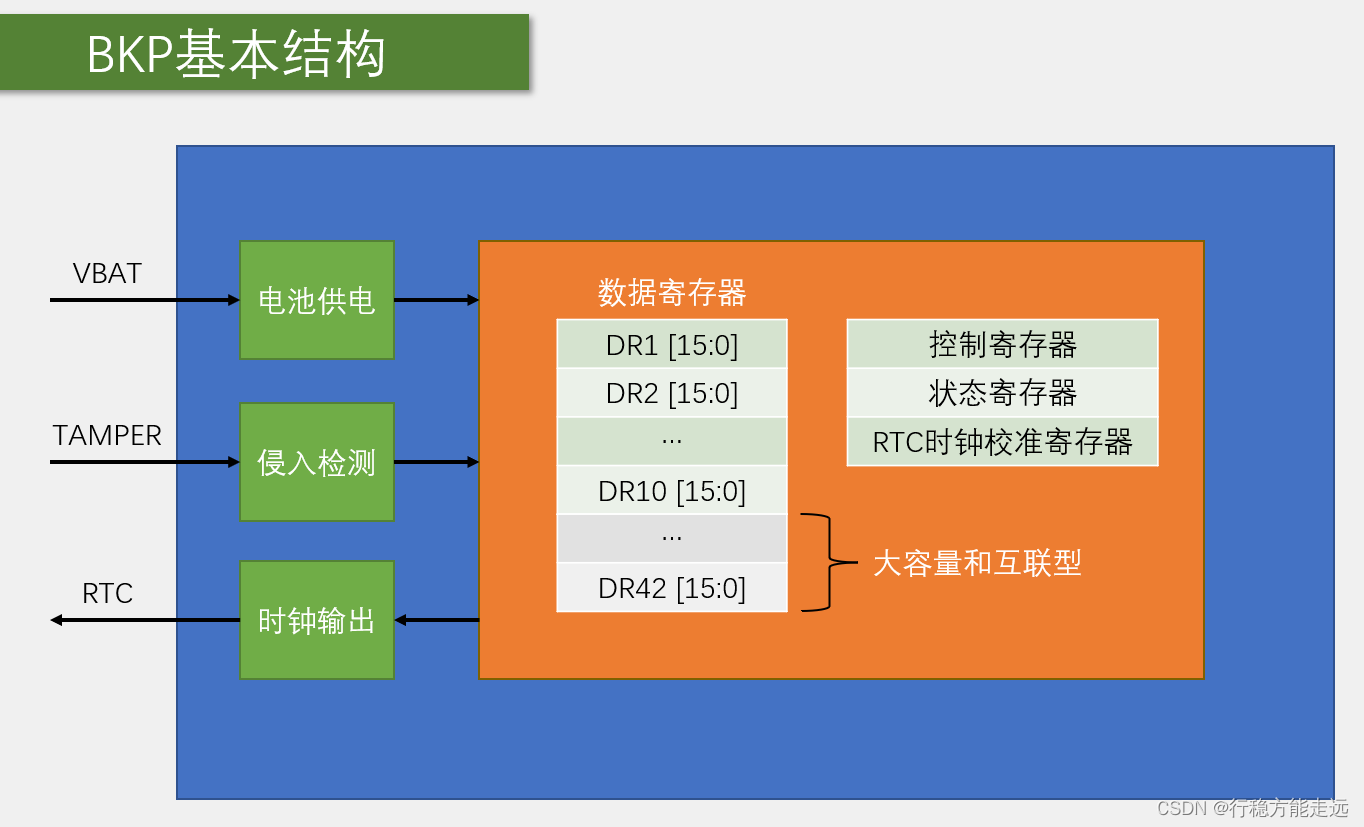 BKP基本结构
VBAT
电池供电
TAMPER
侵入检测
RTC
时钟输出
数据寄存器
DR1 [15:0]
DR2 [15:0]
...
DR10 [15:0]
...
DR42 [15:0]
控制寄存器
状态寄存器
RTC时钟校准寄存器
大容量和互联型
CSDN @行稳方能走远